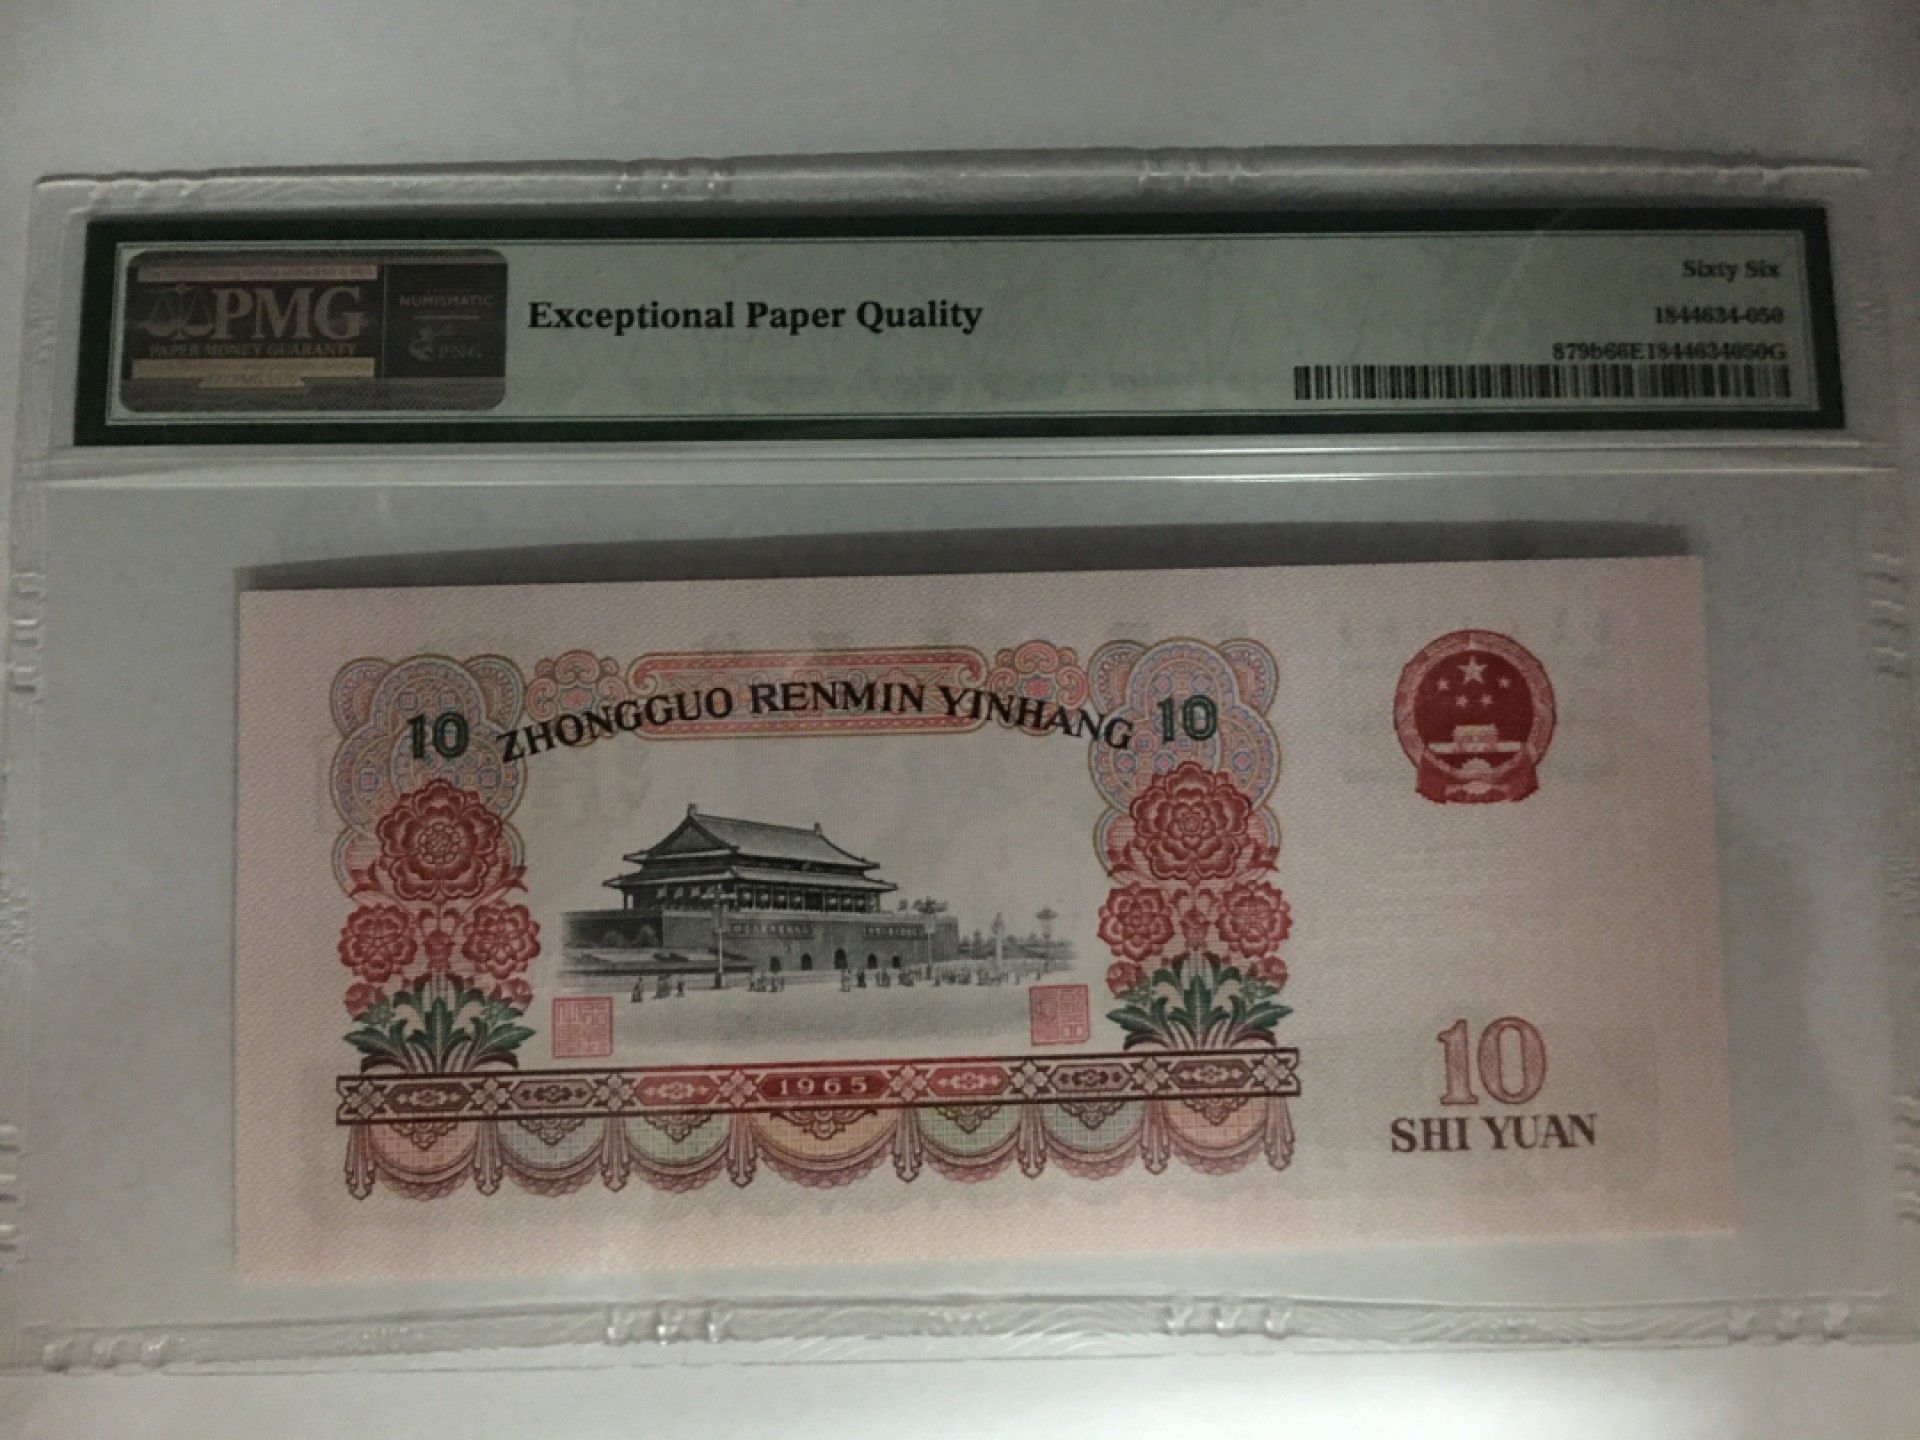 Sixty Six
PMG
PAPER MONEY GUARANTY
NUMISMATIC
PNG
Exceptional Paper Quality
1844634-050
879b66E1844634050G
10 ZHONGGUO RENMIN YINHANG 10
1965
10
SHI YUAN